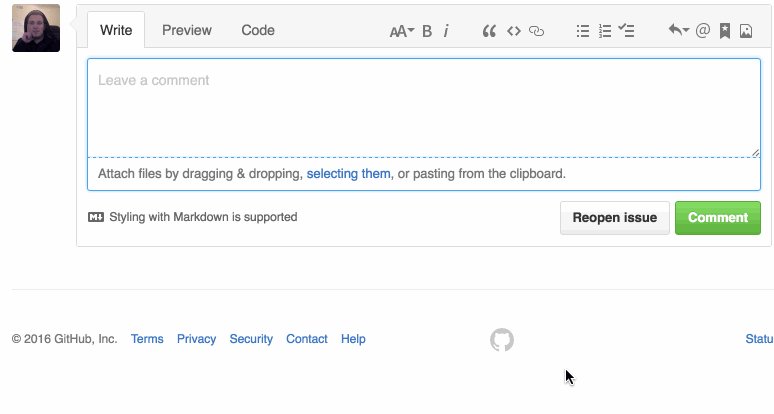 Write Preview Code AA B i @
Leave a comment
Attach files by dragging & dropping, selecting them, or pasting from the clipboard.
Styling with Markdown is supported
Reopen issue Comment
© 2016 GitHub, Inc. Terms Privacy Security Contact Help Statu